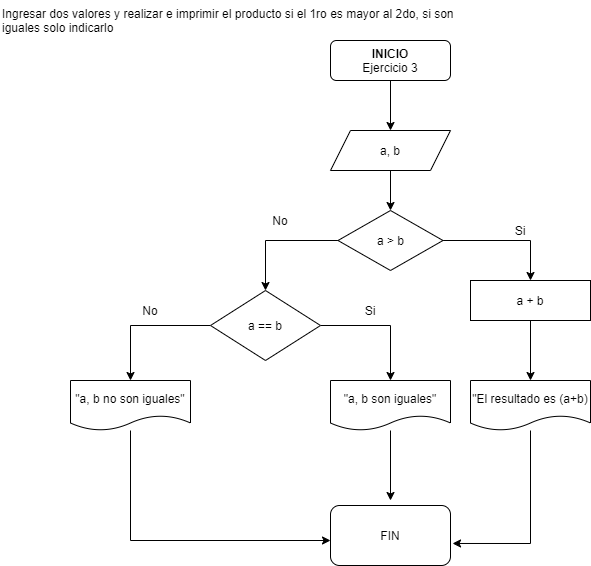 Ingresar dos valores y realizar e imprimir el producto si el 1ro es mayor al 2do, si son
iguales solo indicarlo
INICIO
Ejercicio 3
a, b
No
a > b
Si
a + b
No
a == b
Si
"a, b no son iguales"
"a, b son iguales"
"El resultado es (a+b)
FIN